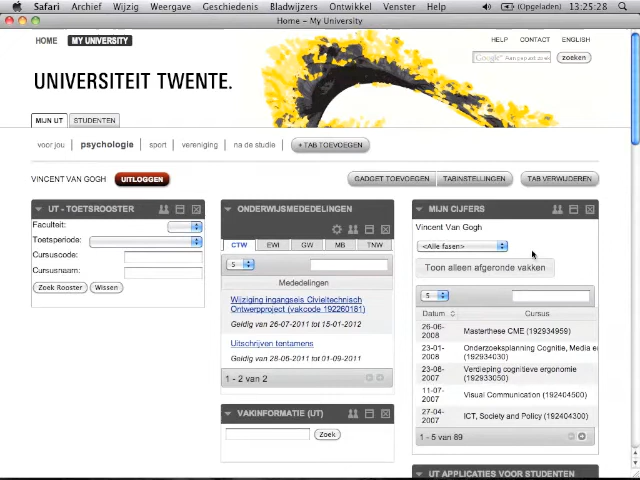 Safari Archief Wijzig Weergave Geschiedenis Bladwijzers Ontwikkel Venster Help (Opgeladen) 13:25:28
Home – My University
HOME MY UNIVERSITY HELP CONTACT ENGLISH
Google™ Aangepast zoek zoeken
UNIVERSITEIT TWENTE.
MIJN UT STUDENTEN
voor jou psychologie sport vereniging na de studie + TAB TOEVOEGEN
VINCENT VAN GOGH UITLOGGEN GADGET TOEVOEGEN TABINSTELLINGEN TAB VERWIJDEREN
UT - TOETSROOSTER
Faculteit:
Toetsperiode:
Cursuscode:
Cursusnaam:
Zoek Rooster Wissen
ONDERWIJSMEDEDELINGEN
CTW EWI GW MB TNW
5
Mededelingen
Wijziging ingangseis Civieltechnisch
Ontwerpproject (vakcode 192260181)
Geldig van 26-07-2011 tot 15-01-2012
Uitschrijven tentamens
Geldig van 28-06-2011 tot 01-09-2011
1 - 2 van 2
VAKINFORMATIE (UT)
Zoek
MIJN CIJFERS
Vincent Van Gogh
<Alle fasen>
Toon alleen afgeronde vakken
5
Datum Cursus
26-06-2008 Masterthese CME (192934959)
23-01-2008 Onderzoeksplanning Cognitie, Media e
(192934030)
23-08-2007 Verdieping cognitieve ergonomie
(192933050)
11-07-2007 Visual Communication (192404500)
27-04-2007 ICT, Society and Policy (192404300)
1 - 5 van 89
UT APPLICATIES VOOR STUDENTEN